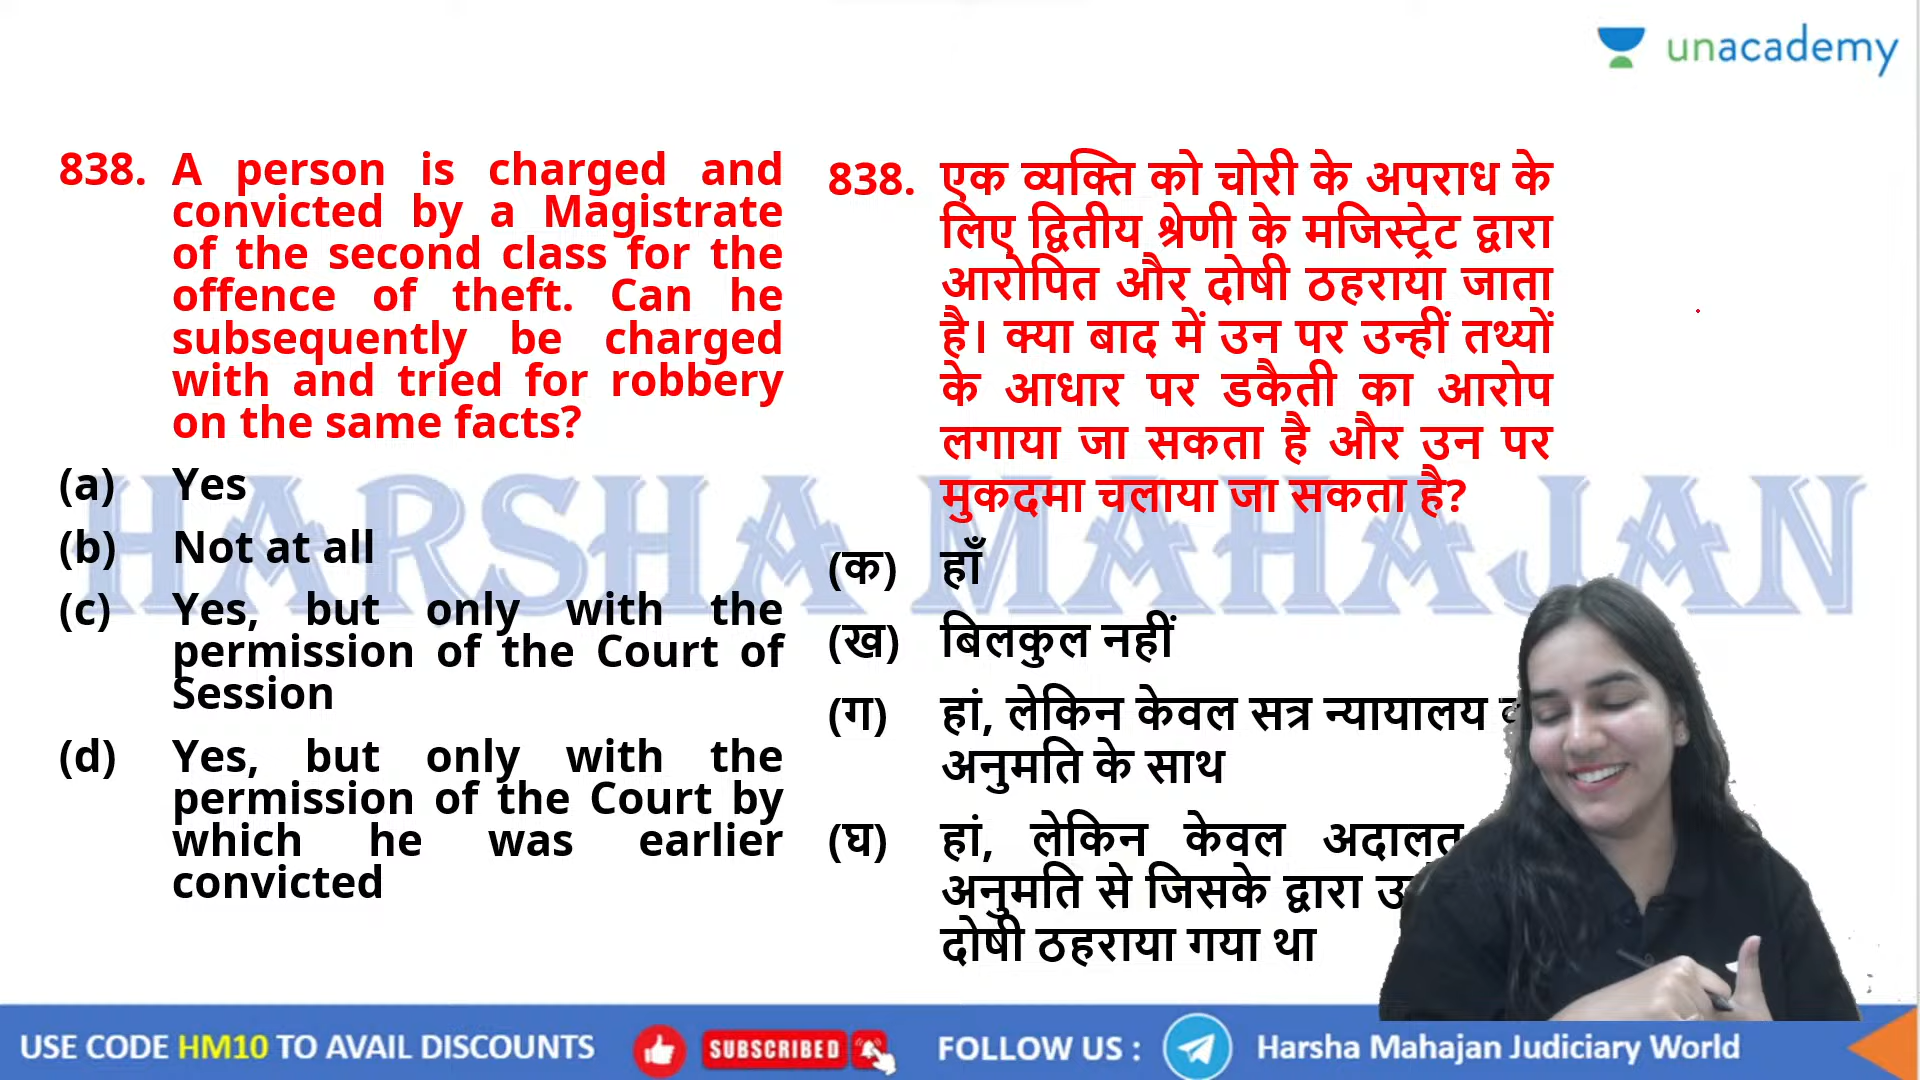 unacademy
838. A person is charged and
convicted by a Magistrate
of the second class for the
offence of theft. Can he
subsequently be charged
with and tried for robbery
on the same facts?
(a) Yes
(b) Not at all
(c) Yes, but only with the
permission of the Court of
Session
(d) Yes, but only with the
permission of the Court by
which he was earlier
convicted
838. एक व्यक्ति को चोरी के अपराध के
लिए द्वितीय श्रेणी के मजिस्ट्रेट द्वारा
आरोपित और दोषी ठहराया जाता
है। क्या बाद में उन पर उन्हीं तथ्यों
के आधार पर डकैती का आरोप
लगाया जा सकता है और उन पर
मुकदमा चलाया जा सकता है?
(क) हाँ
(ख) बिलकुल नहीं
(ग) हां, लेकिन केवल सत्र न्यायालय
अनुमति के साथ
(घ) हां, लेकिन केवल अदालत
अनुमति से जिसके द्वारा
दोषी ठहराया गया था
HARSHA MAHAJAN
USE CODE HM10 TO AVAIL DISCOUNTS
SUBSCRIBED
FOLLOW US :
Harsha Mahajan Judiciary World